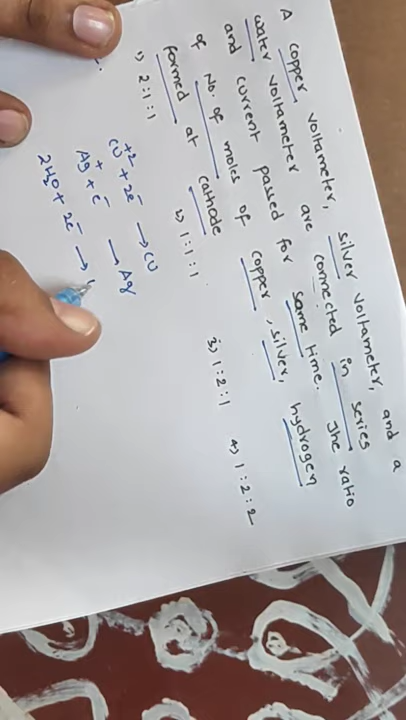 A copper voltameter, silver voltameter, and a
water voltameter are connected in series
and current passed for same time. The ratio
of No. of moles of copper, silver, hydrogen
formed at cathode
1) 2:1:1 2) 1:1:1 3) 1:2:1 4) 1:2:2
Cu+2 + 2e- → Cu
Ag+ + e- → Ag
2H2O + 2e- →